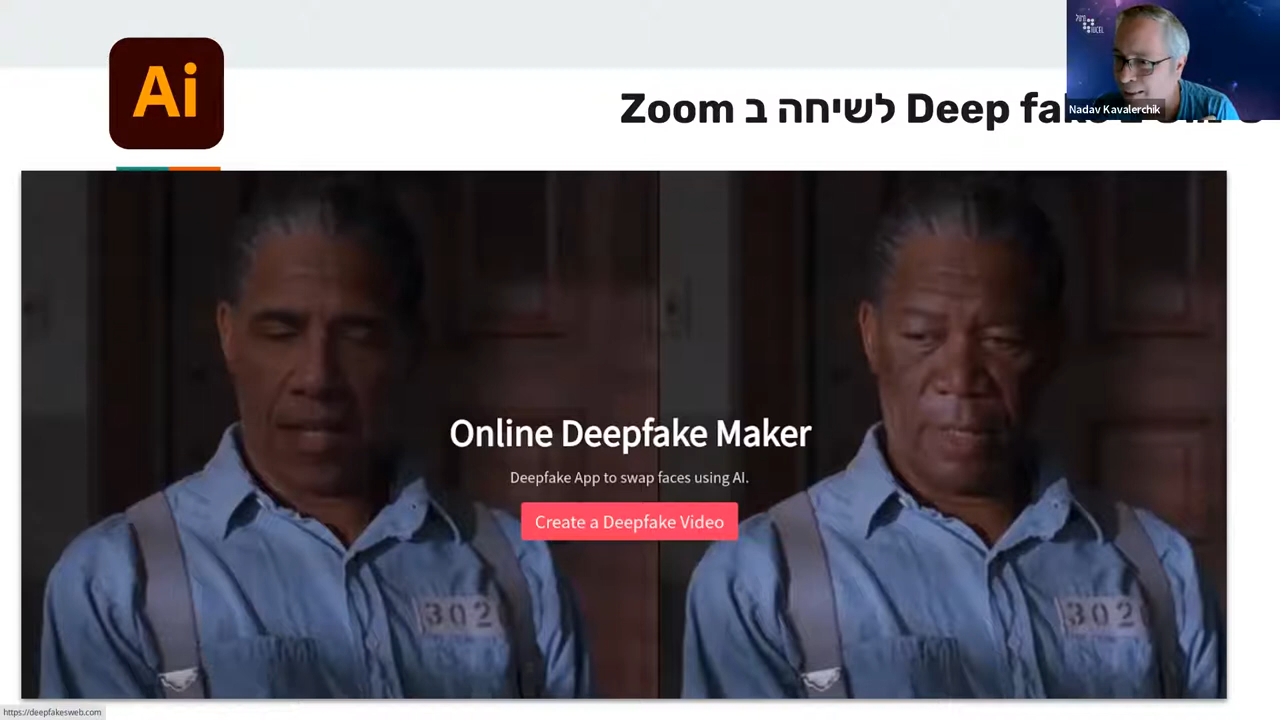 Ai
Deep fake
לשיחה ב Zoom
Nadav Kavalerchik
Online Deepfake Maker
Deepfake App to swap faces using AI.
Create a Deepfake Video
302
302
https://deepfakesweb.com